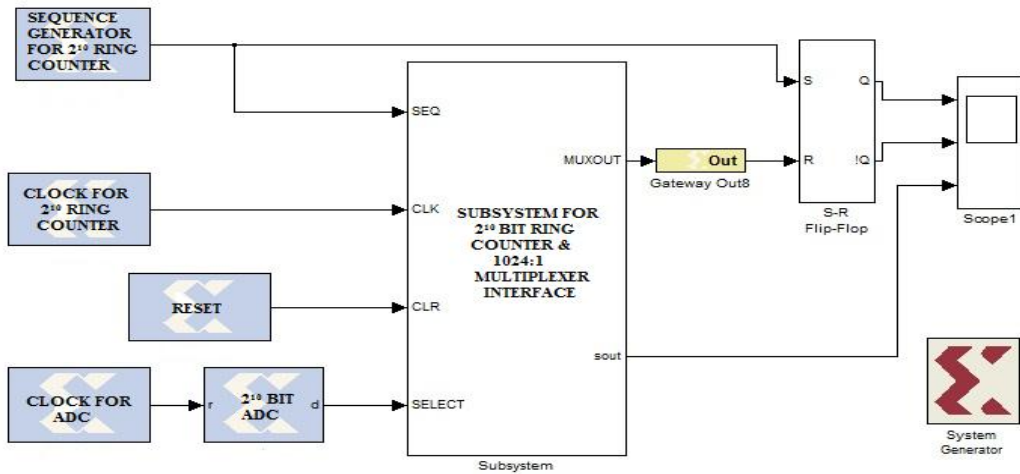 SEQUENCE
GENERATOR
FOR 2¹⁰ RING
COUNTER
SEQ
CLOCK FOR
2¹⁰ RING
COUNTER
CLK
RESET
CLR
CLOCK FOR
ADC
r
2¹⁰ BIT
ADC
d
SELECT
SUBSYSTEM FOR
2¹⁰ BIT RING
COUNTER &
1024:1
MULTIPLEXER
INTERFACE
MUXOUT
sout
Subsystem
Out
Gateway Out8
S
Q
R
!Q
S-R
Flip-Flop
Scope1
System
Generator